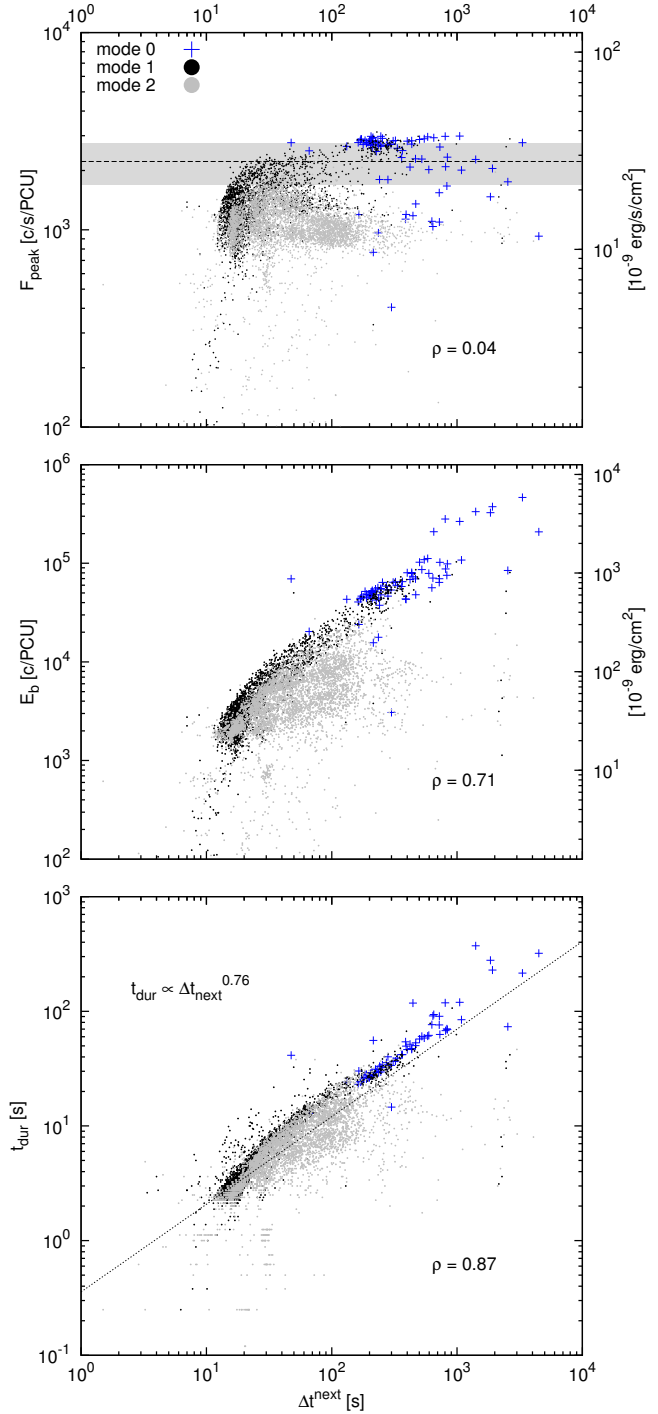 10^0 10^1 10^2 10^3 10^4
mode 0
mode 1
mode 2
10^4
10^3
10^2
F_peak [c/s/PCU]
10^2
10^1
[10^-9 erg/s/cm^2]
ρ = 0.04
10^6
10^5
10^4
10^3
10^2
E_b [c/PCU]
10^4
10^3
10^2
10^1
[10^-9 erg/cm^2]
ρ = 0.71
10^3
10^2
10^1
10^0
10^-1
t_dur [s]
t_dur ∝ Δt_next^0.76
ρ = 0.87
10^0 10^1 10^2 10^3 10^4
Δt^next [s]